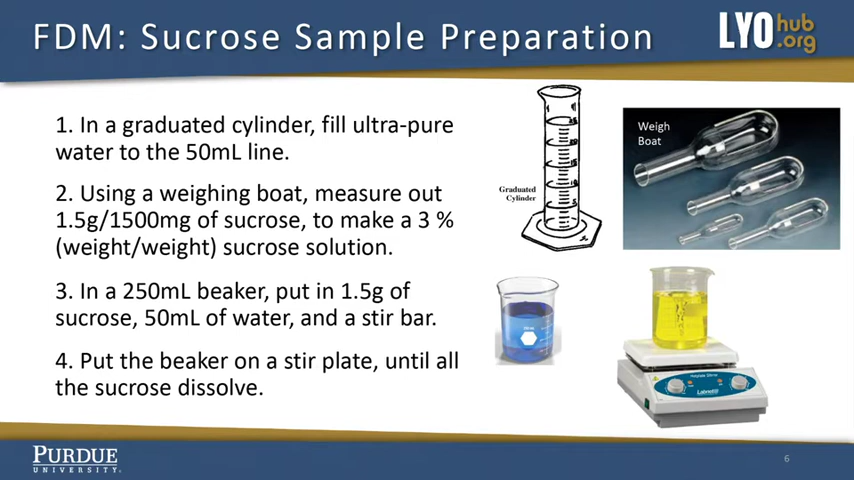 FDM: Sucrose Sample Preparation
LYO hub
.org
1. In a graduated cylinder, fill ultra-pure
water to the 50mL line.
2. Using a weighing boat, measure out
1.5g/1500mg of sucrose, to make a 3 %
(weight/weight) sucrose solution.
3. In a 250mL beaker, put in 1.5g of
sucrose, 50mL of water, and a stir bar.
4. Put the beaker on a stir plate, until all
the sucrose dissolve.
Graduated
Cylinder
Weigh
Boat
Labnet
PURDUE
UNIVERSITY
6